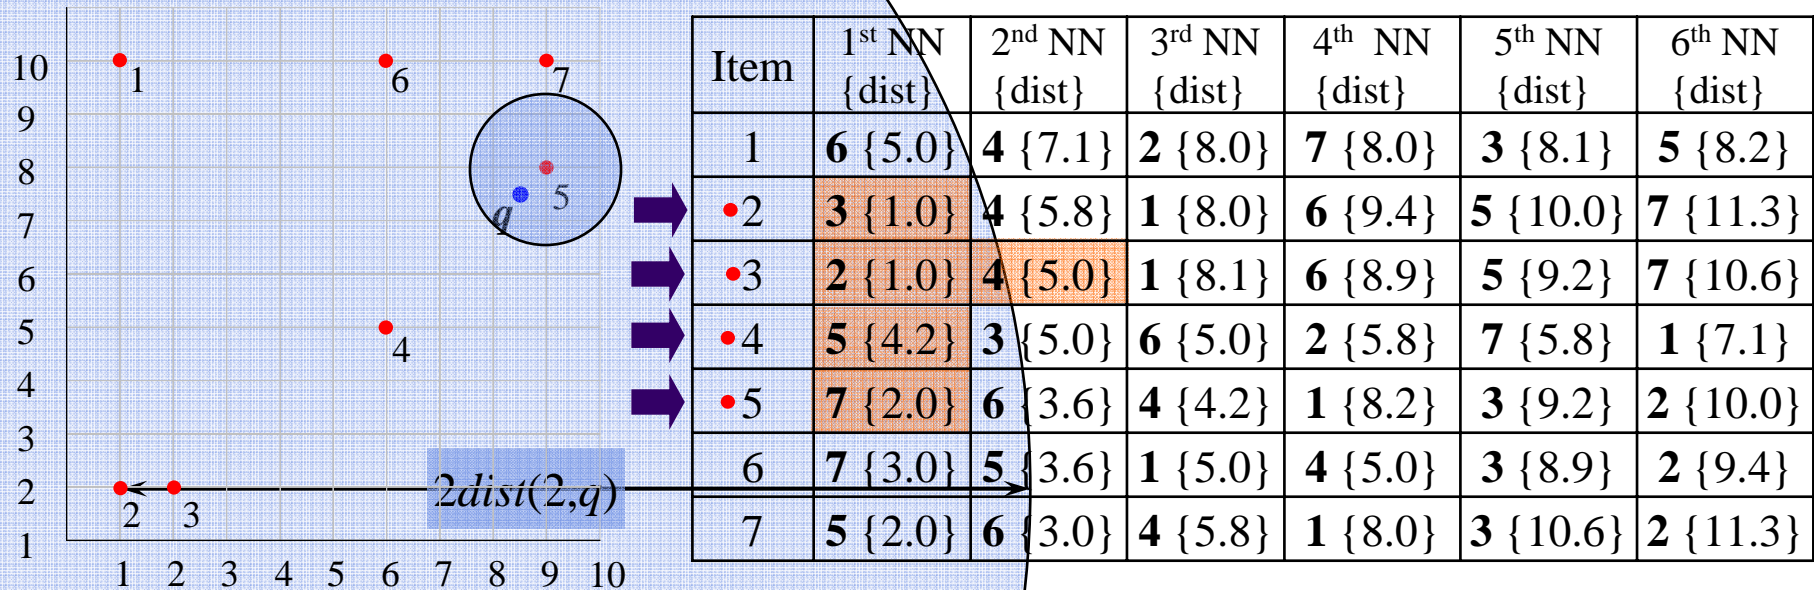 10
9
8
7
6
5
4
3
2
1
1 2 3 4 5 6 7 8 9 10
1
6
7
5
q
4
2
3
2dist(2,q)
Item 1st NN {dist} 2nd NN {dist} 3rd NN {dist} 4th NN {dist} 5th NN {dist} 6th NN {dist}
1 6 {5.0} 4 {7.1} 2 {8.0} 7 {8.0} 3 {8.1} 5 {8.2}
2 3 {1.0} 4 {5.8} 1 {8.0} 6 {9.4} 5 {10.0} 7 {11.3}
3 2 {1.0} 4 {5.0} 1 {8.1} 6 {8.9} 5 {9.2} 7 {10.6}
4 5 {4.2} 3 {5.0} 6 {5.0} 2 {5.8} 7 {5.8} 1 {7.1}
5 7 {2.0} 6 {3.6} 4 {4.2} 1 {8.2} 3 {9.2} 2 {10.0}
6 7 {3.0} 5 {3.6} 1 {5.0} 4 {5.0} 3 {8.9} 2 {9.4}
7 5 {2.0} 6 {3.0} 4 {5.8} 1 {8.0} 3 {10.6} 2 {11.3}